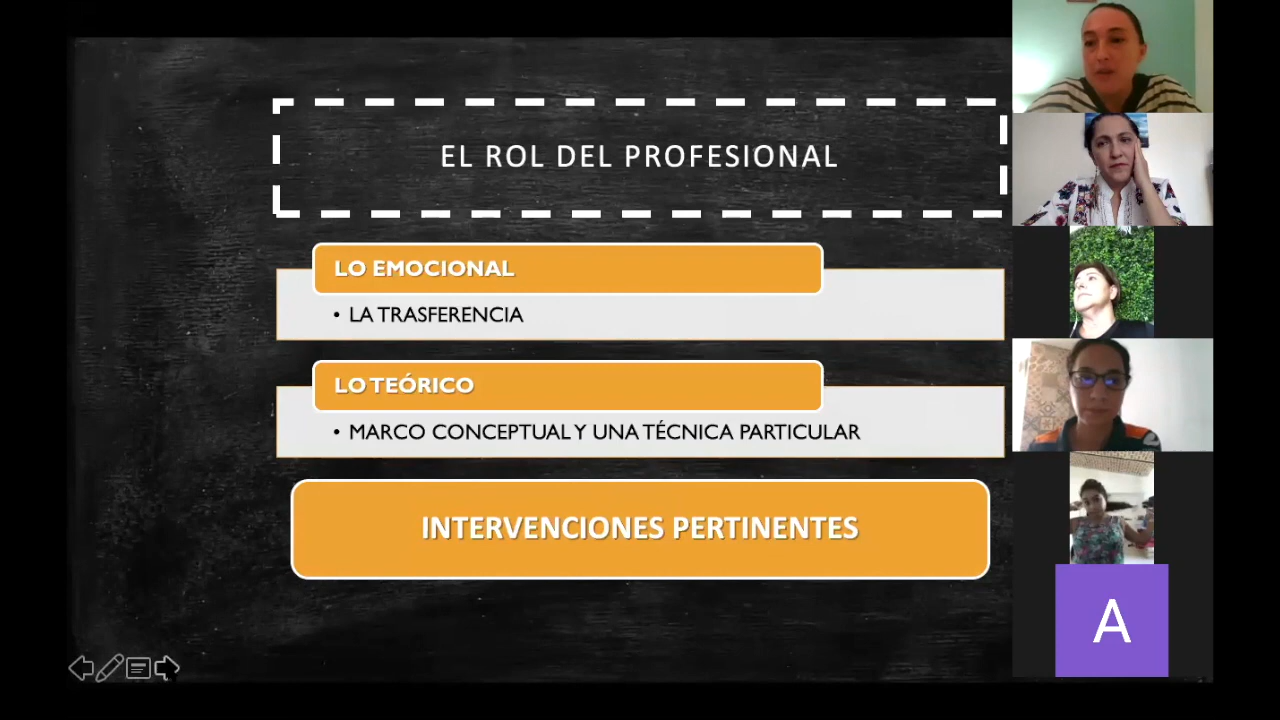 EL ROL DEL PROFESIONAL
LO EMOCIONAL
• LA TRASFERENCIA
LO TEÓRICO
• MARCO CONCEPTUAL Y UNA TÉCNICA PARTICULAR
INTERVENCIONES PERTINENTES
A